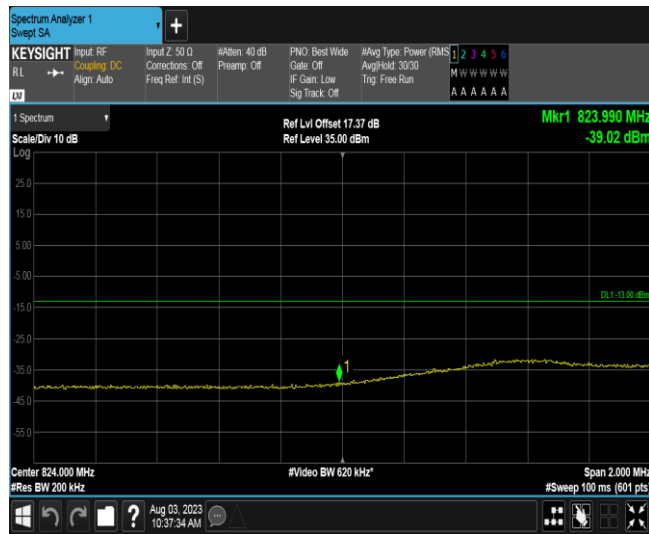 Spectrum Analyzer 1
Swept SA
+
KEYSIGHT
RL
LXI
Input: RF
Coupling: DC
Align: Auto
Input Z: 50 Ω
Corrections: Off
Freq Ref: Int (S)
#Atten: 40 dB
Preamp: Off
PNO: Best Wide
Gate: Off
IF Gain: Low
Sig Track: Off
#Avg Type: Power (RMS
Avg|Hold: 30/30
Trig: Free Run
1 2 3 4 5 6
M W W W W W
A A A A A A
1 Spectrum
Scale/Div 10 dB
Log
Ref Lvl Offset 17.37 dB
Ref Level 35.00 dBm
Mkr1 823.990 MHz
-39.02 dBm
25.0
15.0
5.00
-5.00
DL1 -13.00 dBm
-15.0
-25.0
1
-35.0
-45.0
-55.0
Center 824.000 MHz
#Res BW 200 kHz
#Video BW 620 kHz*
Span 2.000 MHz
#Sweep 100 ms (601 pts
?
Aug 03, 2023
10:37:34 AM